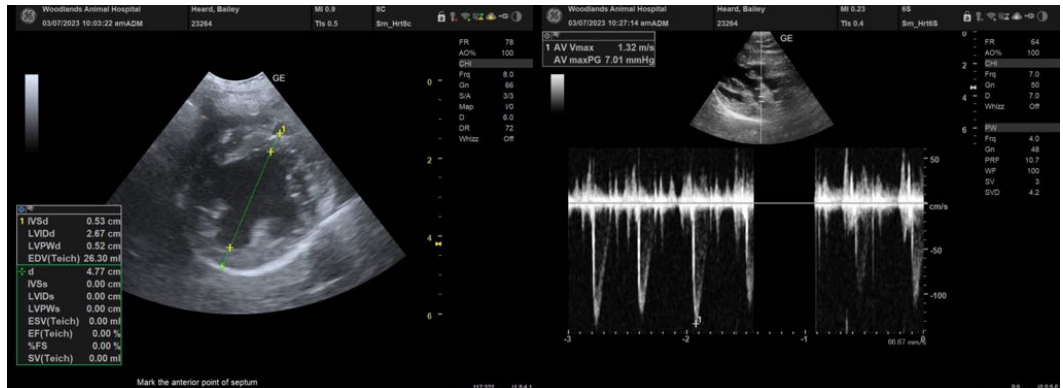 Woodlands Animal Hospital
03/07/2023 10:03:22 amADM
Heard, Bailey
23264
MI 0.9
TIs 0.5
8C
Sm_Hrt8c
GE
FR 78
AO% 100
CHI
Frq 8.0
Gn 66
S/A 3/3
Map I/0
D 6.0
DR 72
Whizz Off
0
2
4
6
1
1 IVSd 0.53 cm
LVIDd 2.67 cm
LVPWd 0.52 cm
EDV(Teich) 26.30 ml
d 4.77 cm
IVSs 0.00 cm
LVIDs 0.00 cm
LVPWs 0.00 cm
ESV(Teich) 0.00 ml
EF(Teich) 0.00 %
%FS 0.00 %
SV(Teich) 0.00 ml
Mark the anterior point of septum
Woodlands Animal Hospital
03/07/2023 10:27:14 amADM
Heard, Bailey
23264
MI 0.23
TIs 0.4
6S
Sm_Hrt6S
1 AV Vmax 1.32 m/s
AV maxPG 7.01 mmHg
GE
0
2
4
6
FR 64
AO% 100
CHI
Frq 7.0
Gn 50
D 7.0
Whizz Off
PW
Frq 4.0
Gn 48
PRF 10.7
WF 100
SV 3
SVD 4.2
50
cm/s
-50
-100
1
-3
-2
-1
0
66.67 mm/s